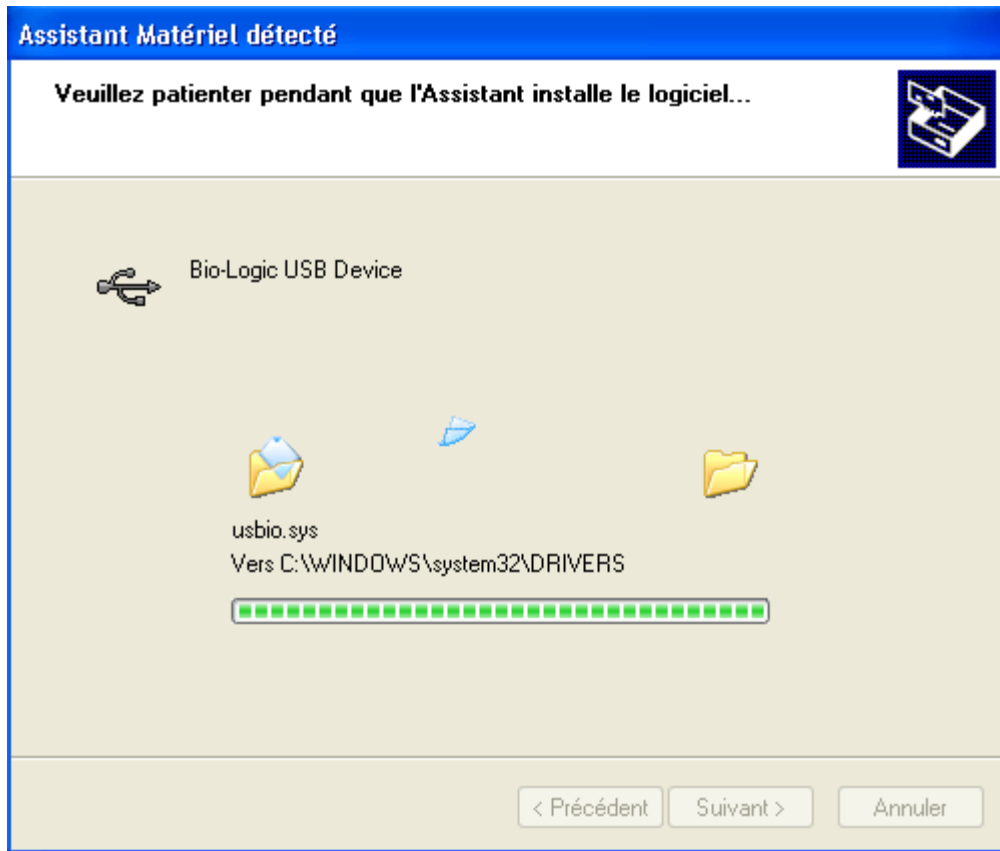 Assistant Matériel détecté
Veuillez patienter pendant que l'Assistant installe le logiciel...
Bio-Logic USB Device
usbio.sys
Vers C:\WINDOWS\system32\DRIVERS
< Précédent
Suivant >
Annuler